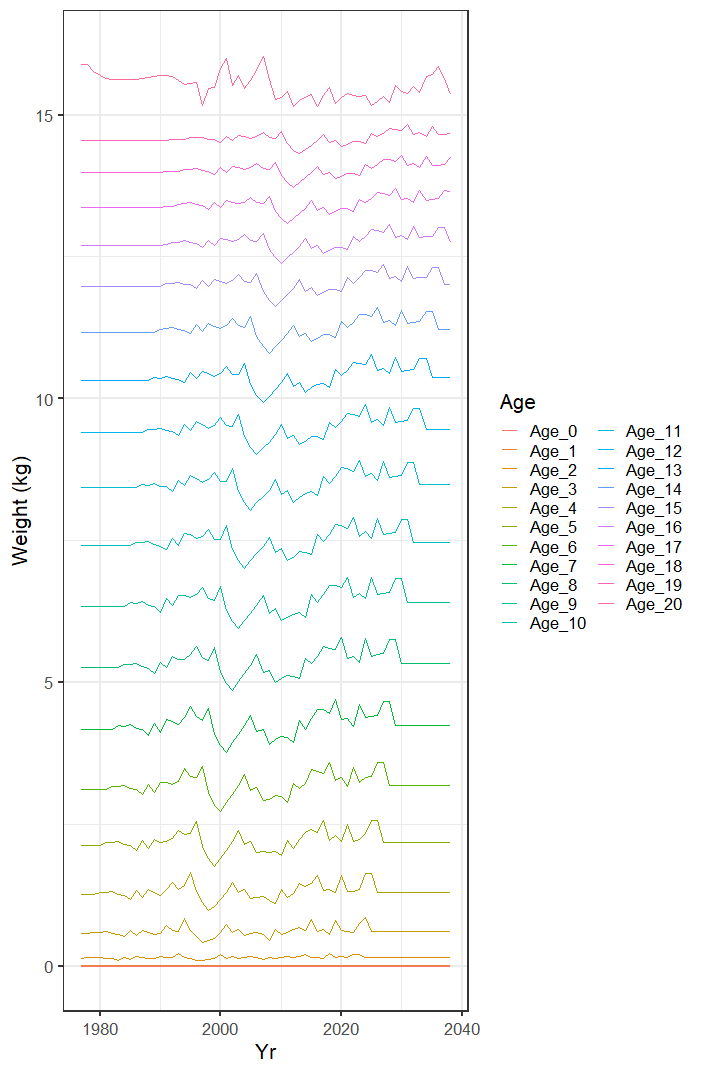 15
10
5
0
Weight (kg)
1980 2000 2020 2040
Yr
Age
Age_0 Age_11
Age_1 Age_12
Age_2 Age_13
Age_3 Age_14
Age_4 Age_15
Age_5 Age_16
Age_6 Age_17
Age_7 Age_18
Age_8 Age_19
Age_9 Age_20
Age_10